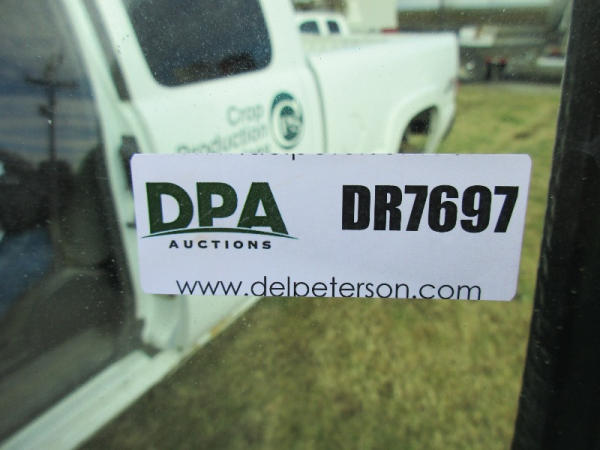 Crop
Production
DPA
AUCTIONS
DR7697
www.delpeterson.com